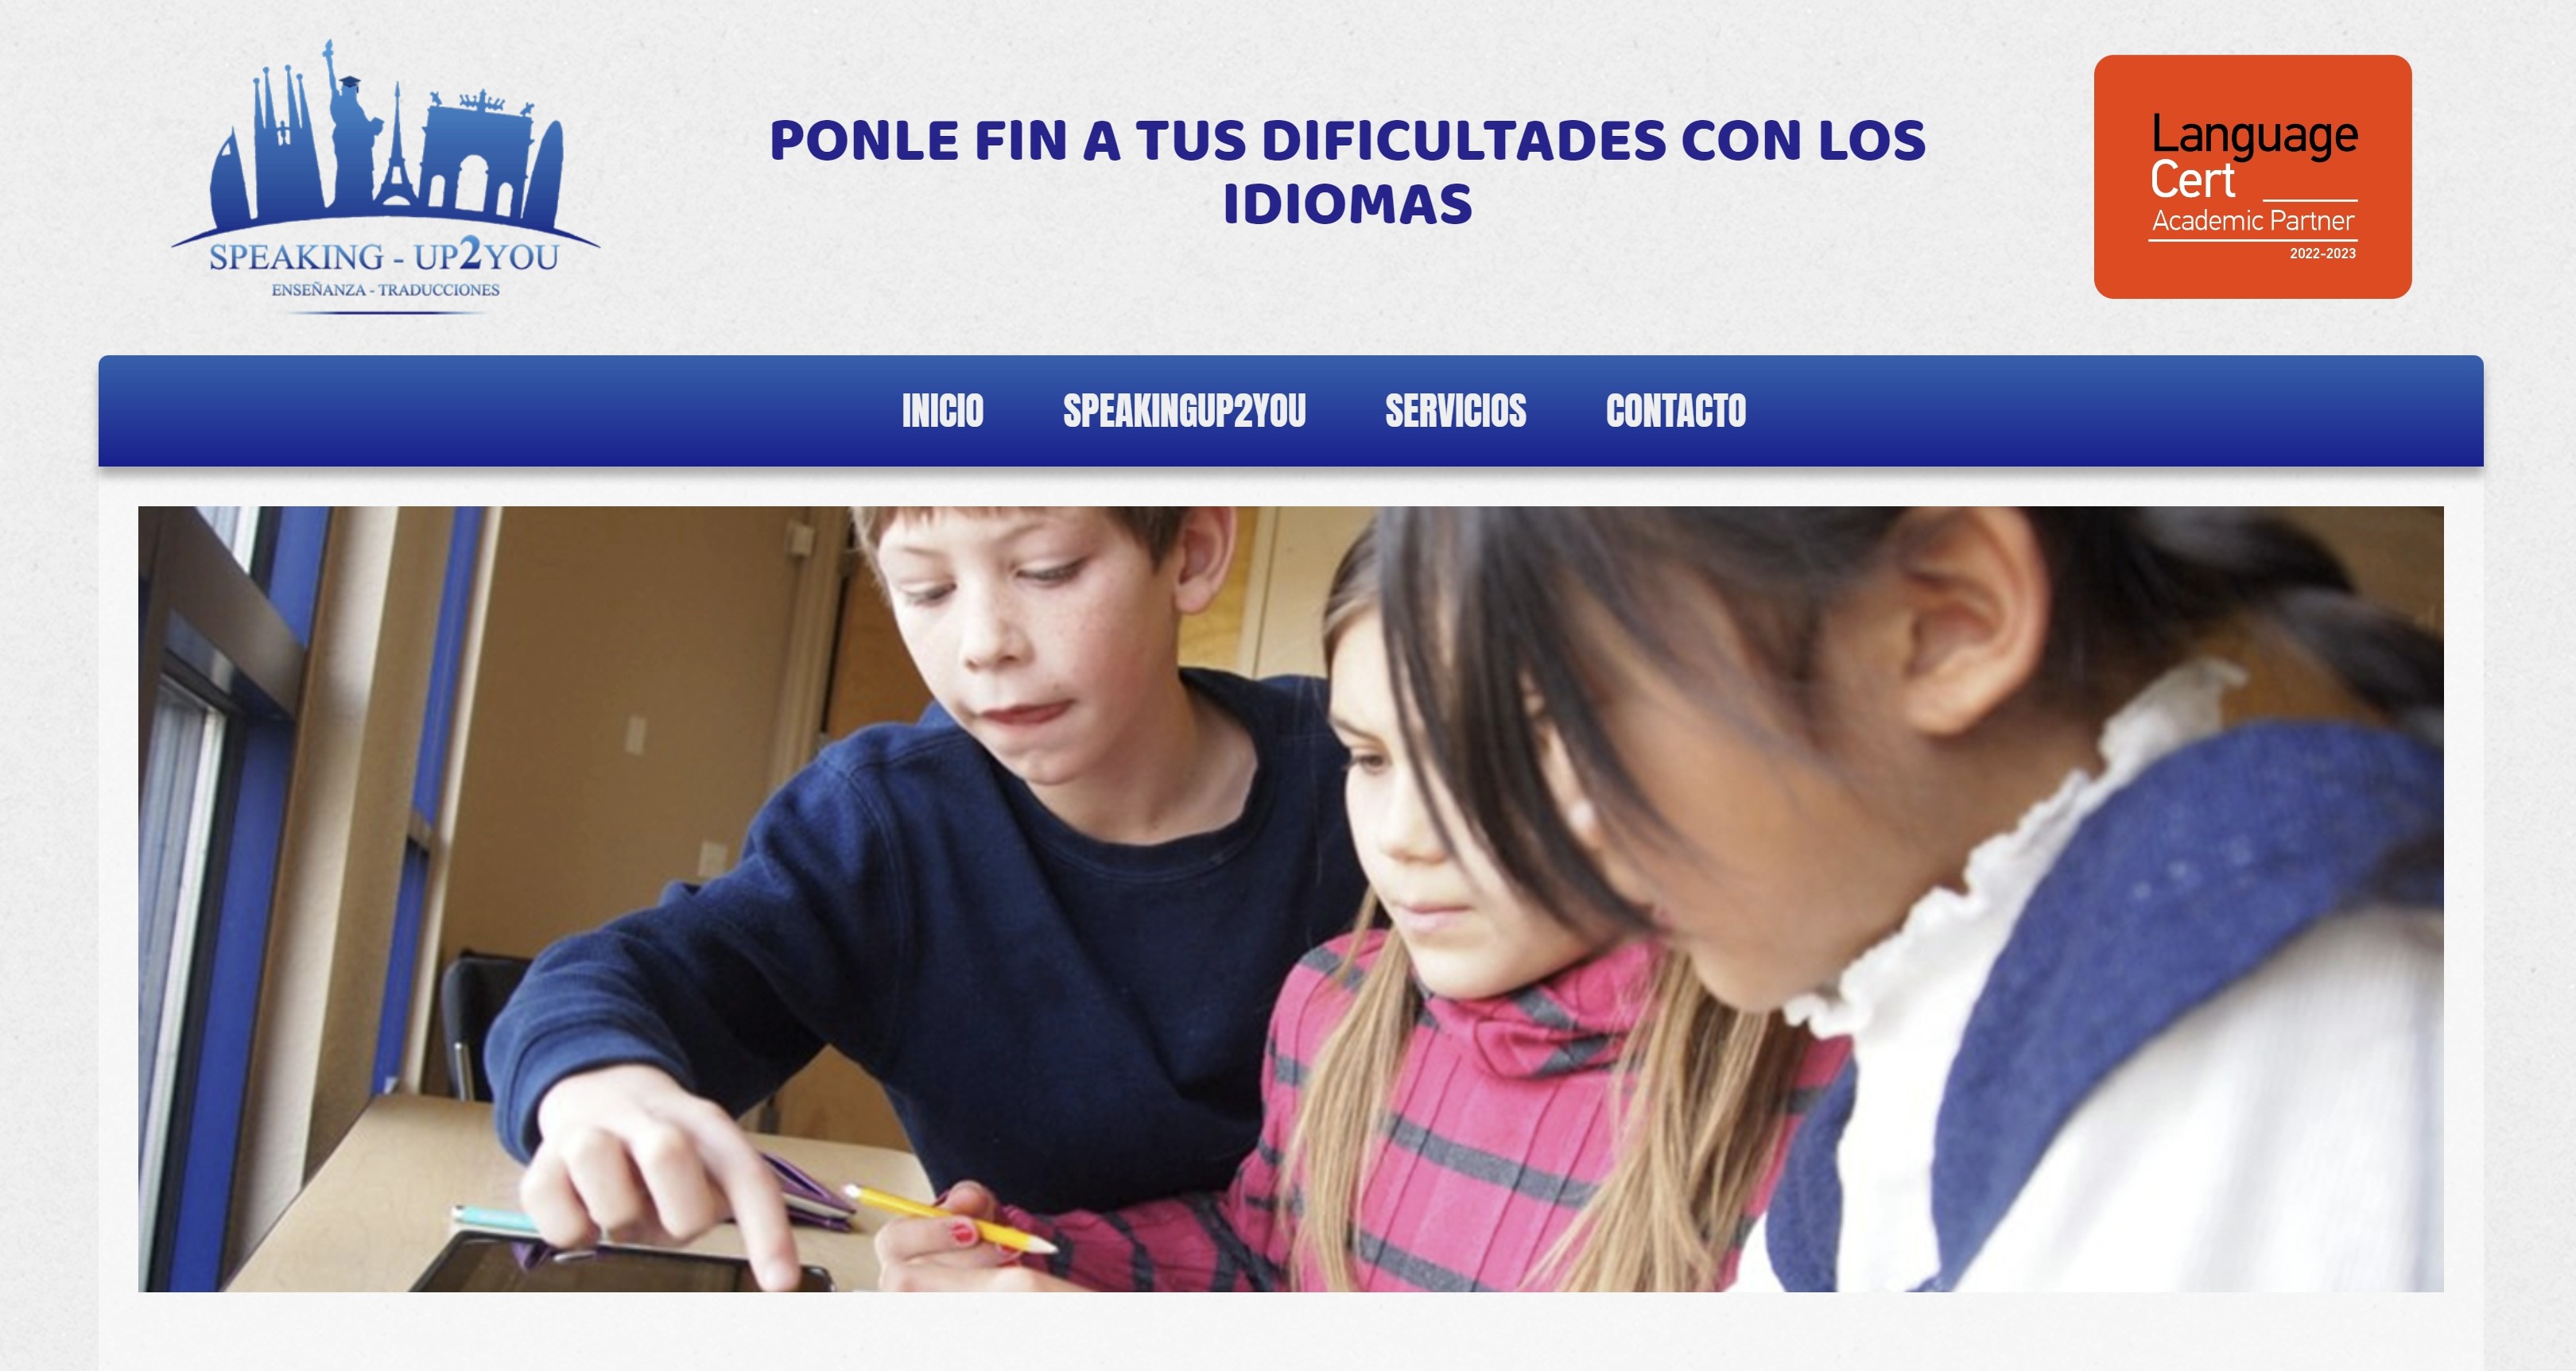 SPEAKING - UP2YOU
ENSEÑANZA - TRADUCCIONES
PONLE FIN A TUS DIFICULTADES CON LOS
IDIOMAS
Language
Cert
Academic Partner
2022-2023
INICIO SPEAKINGUP2YOU SERVICIOS CONTACTO